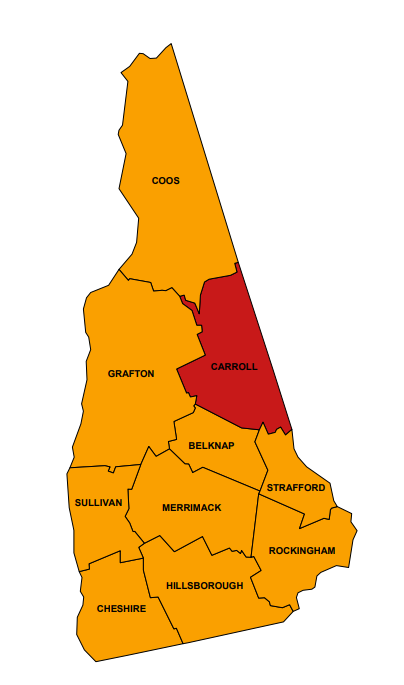 COOS
CARROLL
GRAFTON
BELKNAP
STRAFFORD
SULLIVAN
MERRIMACK
ROCKINGHAM
HILLSBOROUGH
CHESHIRE